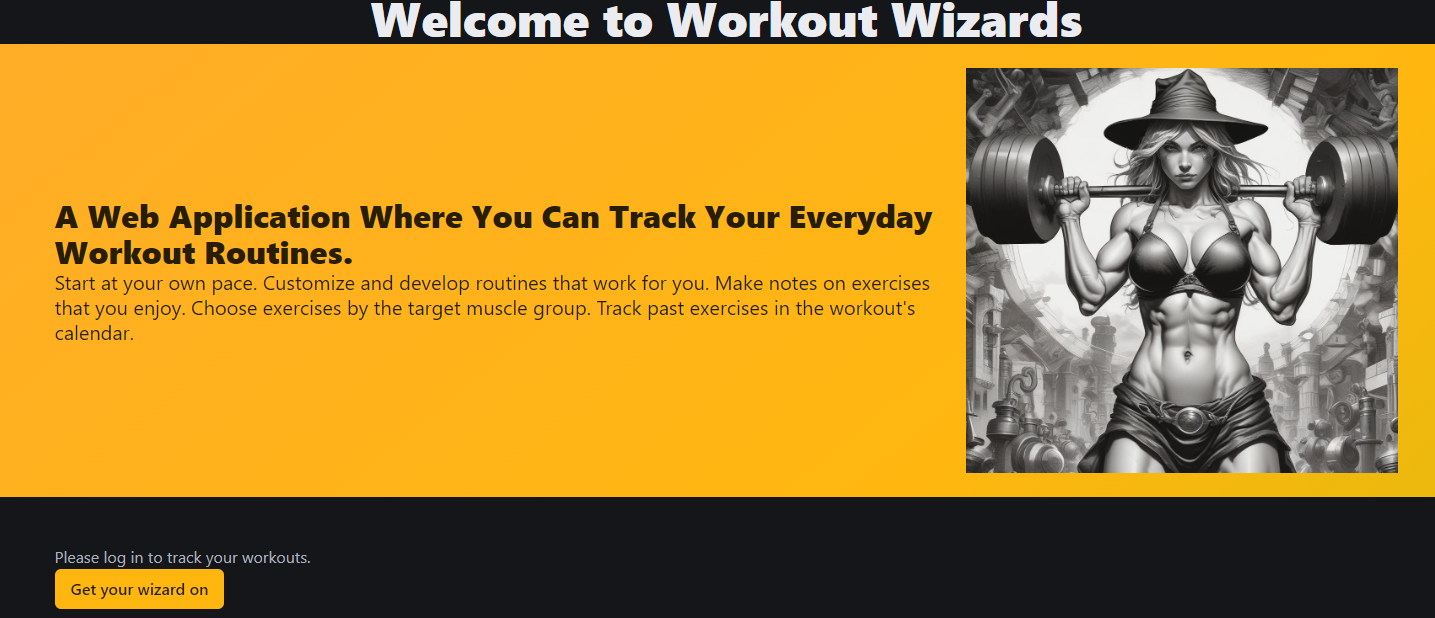 Welcome to Workout Wizards
A Web Application Where You Can Track Your Everyday
Workout Routines.
Start at your own pace. Customize and develop routines that work for you. Make notes on exercises
that you enjoy. Choose exercises by the target muscle group. Track past exercises in the workout's
calendar.
Please log in to track your workouts.
Get your wizard on